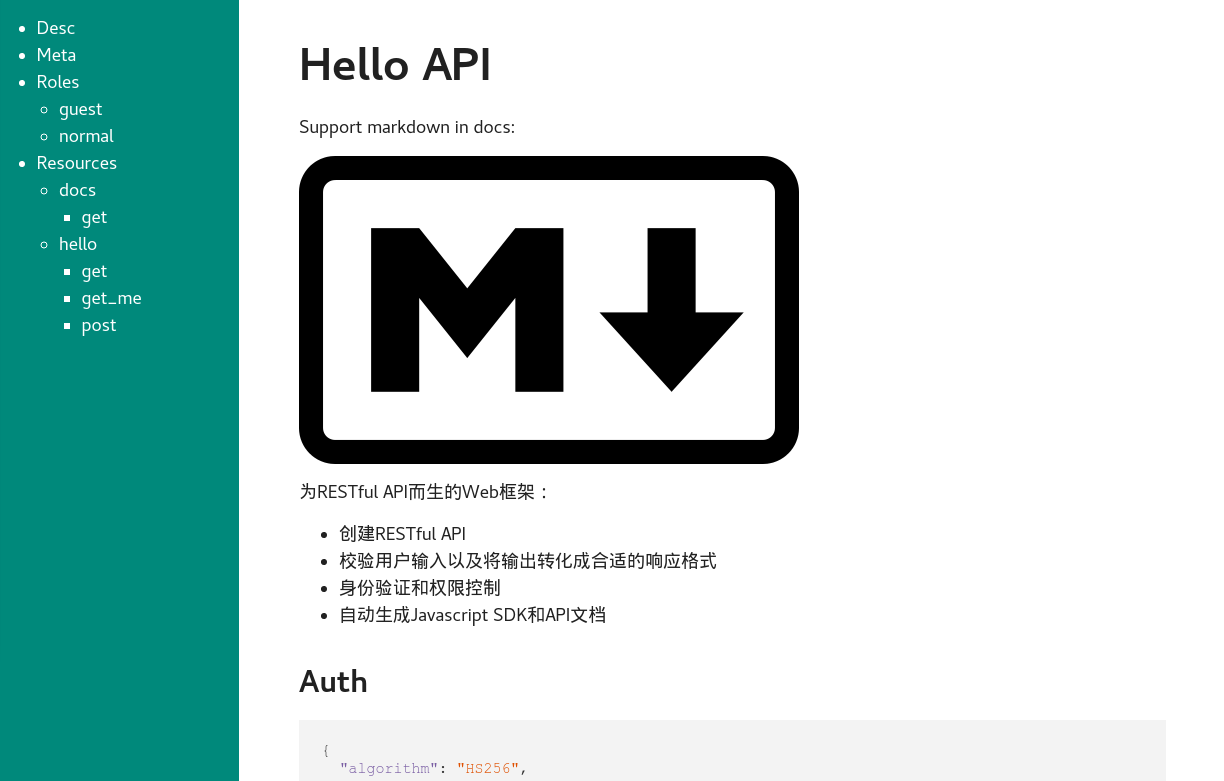 Desc
Meta
Roles
guest
normal
Resources
docs
get
hello
get
get_me
post
Hello API
Support markdown in docs:
M
为RESTful API而生的Web框架：
创建RESTful API
校验用户输入以及将输出转化成合适的响应格式
身份验证和权限控制
自动生成Javascript SDK和API文档
Auth
{
"algorithm": "HS256",